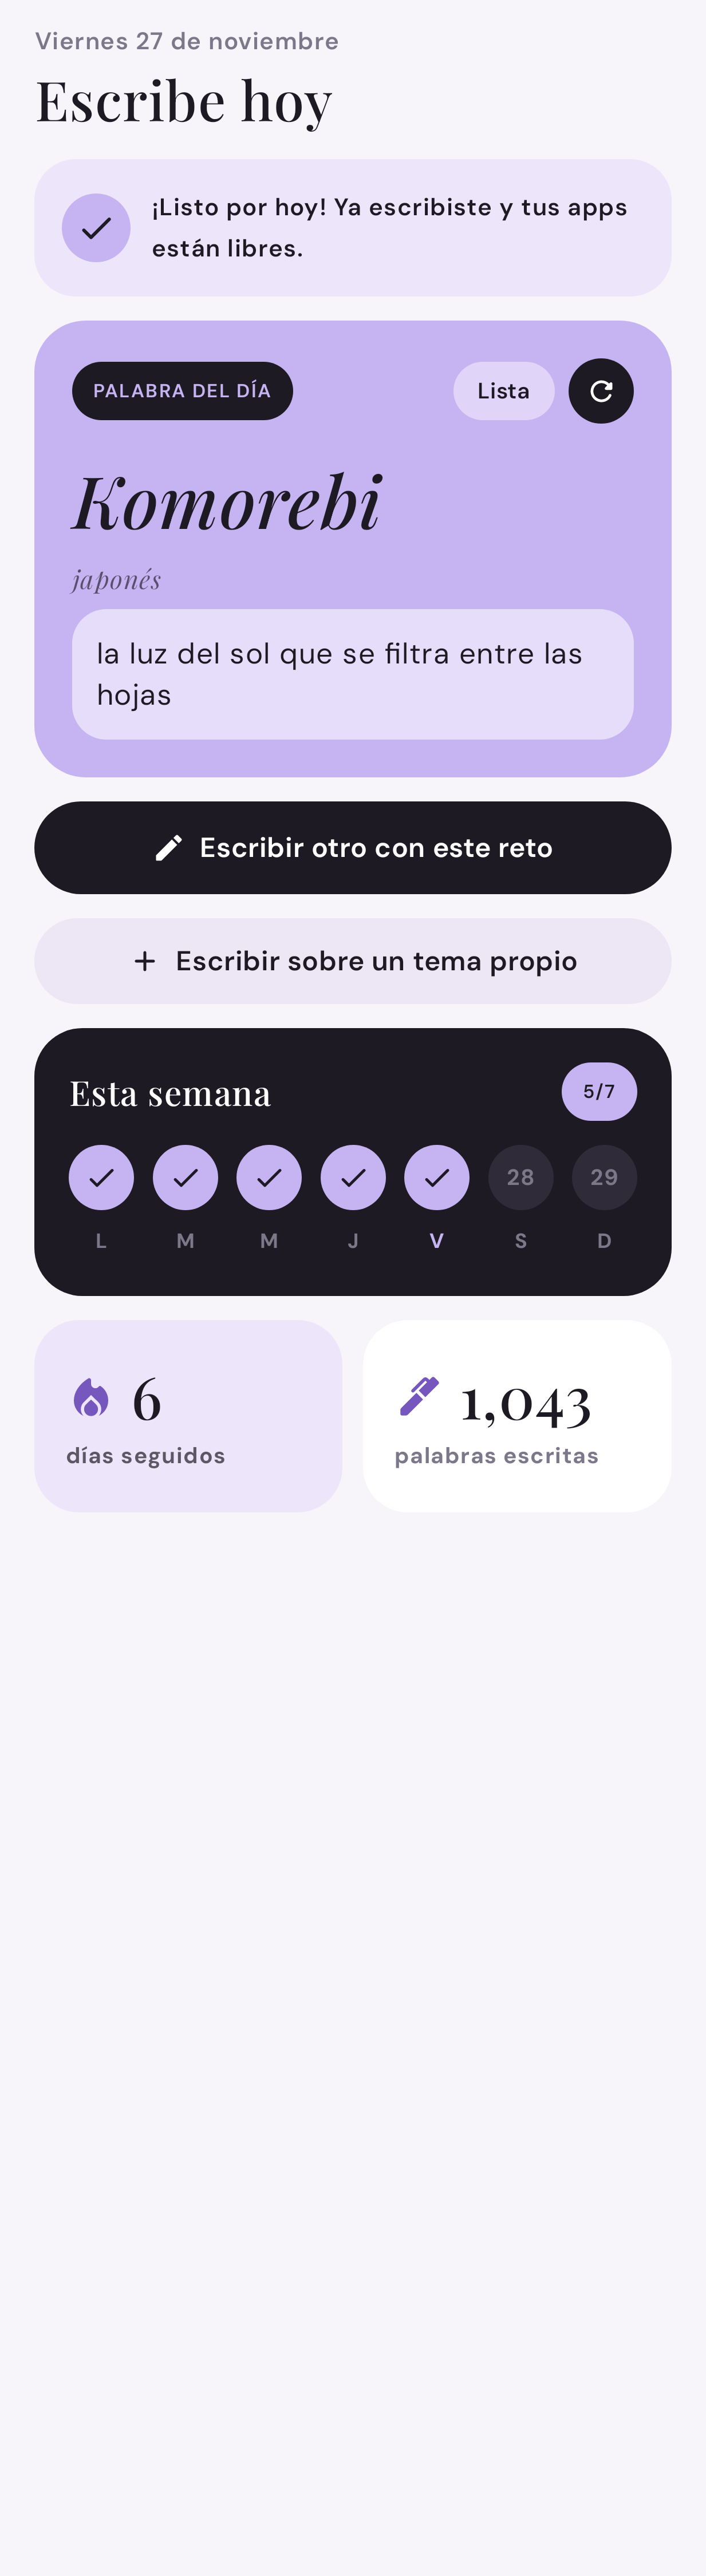 Viernes 27 de noviembre
Escribe hoy
¡Listo por hoy! Ya escribiste y tus apps
están libres.
PALABRA DEL DÍA
Lista
Komorebi
japonés
la luz del sol que se filtra entre las
hojas
Escribir otro con este reto
Escribir sobre un tema propio
Esta semana
5/7
28 29
L M M J V S D
6
días seguidos
1,043
palabras escritas